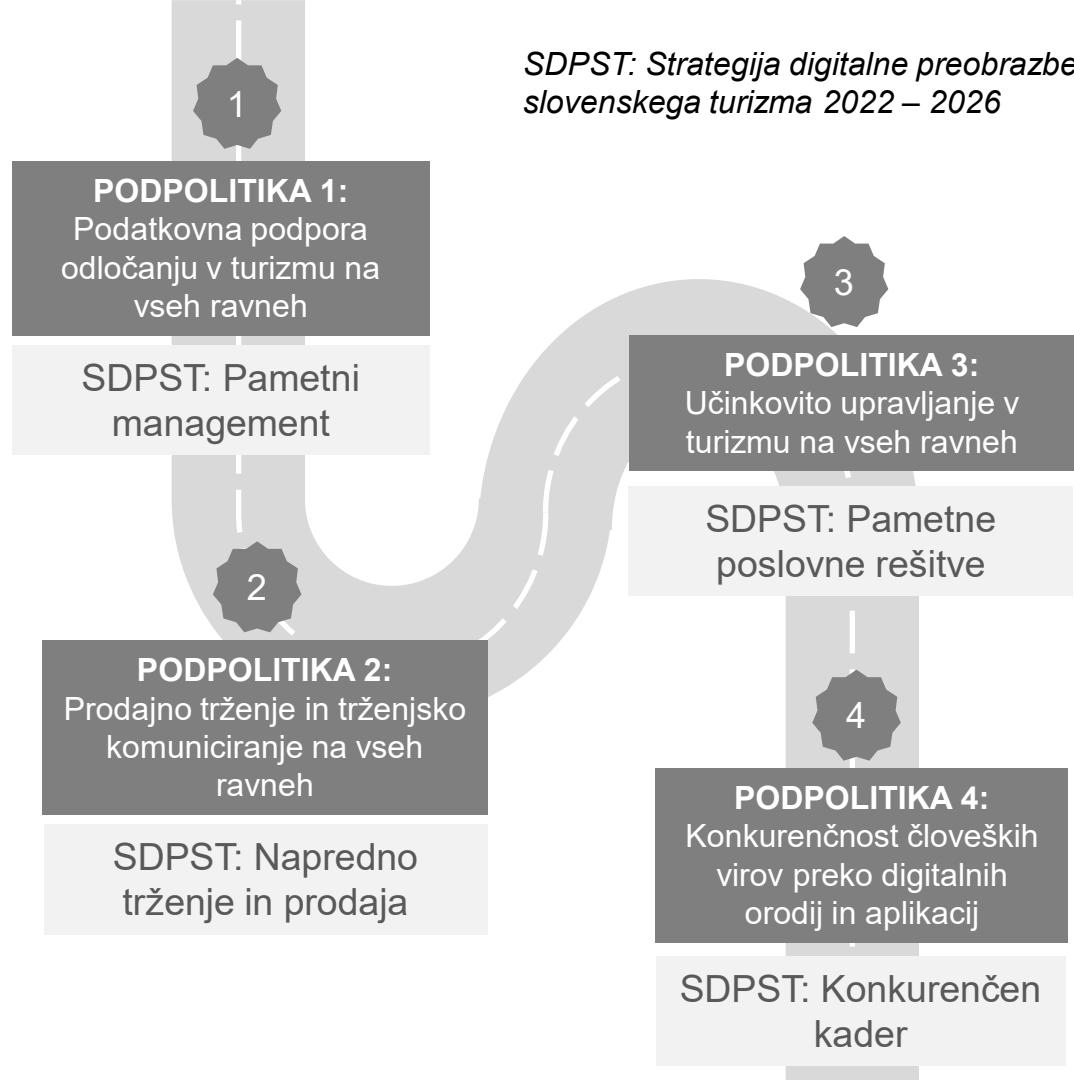 SDPST: Strategija digitalne preobrazbe
slovenskega turizma 2022 – 2026
1
PODPOLITIKA 1:
Podatkovna podpora
odločanju v turizmu na
vseh ravneh
SDPST: Pametni
management
2
PODPOLITIKA 2:
Prodajno trženje in trženjsko
komuniciranje na vseh
ravneh
SDPST: Napredno
trženje in prodaja
3
PODPOLITIKA 3:
Učinkovito upravljanje v
turizmu na vseh ravneh
SDPST: Pametne
poslovne rešitve
4
PODPOLITIKA 4:
Konkurenčnost človeških
virov preko digitalnih
orodij in aplikacij
SDPST: Konkurenčen
kader